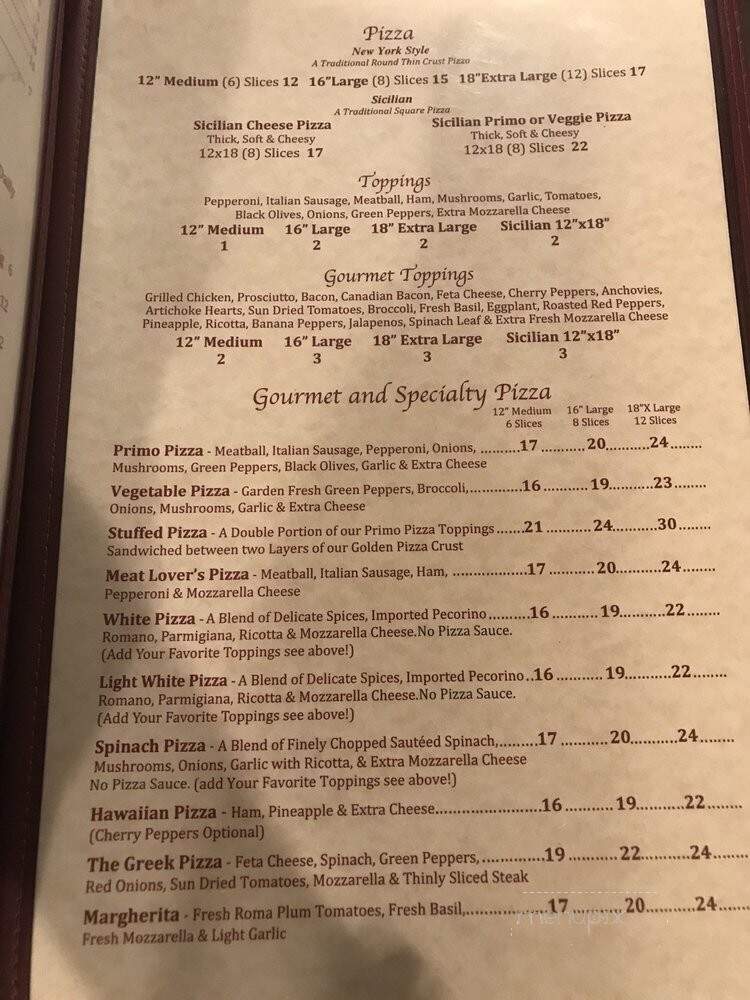 Pizza
New York Style
A Traditional Round Thin Crust Pizza
12" Medium (6) Slices 12 16"Large (8) Slices 15 18"Extra Large (12) Slices 17
Sicilian
A Traditional Square Pizza
Sicilian Cheese Pizza Sicilian Primo or Veggie Pizza
Thick, Soft & Cheesy Thick, Soft & Cheesy
12x18 (8) Slices 17 12x18 (8) Slices 22
Toppings
Pepperoni, Italian Sausage, Meatball, Ham, Mushrooms, Garlic, Tomatoes,
Black Olives, Onions, Green Peppers, Extra Mozzarella Cheese
12" Medium 16" Large 18" Extra Large Sicilian 12"x18"
1 2 2 2
Gourmet Toppings
Grilled Chicken, Prosciutto, Bacon, Canadian Bacon, Feta Cheese, Cherry Peppers, Anchovies,
Artichoke Hearts, Sun Dried Tomatoes, Broccoli, Fresh Basil, Eggplant, Roasted Red Peppers,
Pineapple, Ricotta, Banana Peppers, Jalapenos, Spinach Leaf & Extra Fresh Mozzarella Cheese
12" Medium 16" Large 18" Extra Large Sicilian 12"x18"
2 3 3 3
Gourmet and Specialty Pizza
12" Medium 16" Large 18"X Large
6 Slices 8 Slices 12 Slices
Primo Pizza - Meatball, Italian Sausage, Pepperoni, Onions, ..........17 ...........20...........24........
Mushrooms, Green Peppers, Black Olives, Garlic & Extra Cheese
Vegetable Pizza - Garden Fresh Green Peppers, Broccoli,.............16 ...........19...........23........
Onions, Mushrooms, Garlic & Extra Cheese
Stuffed Pizza - A Double Portion of our Primo Pizza Toppings .......21 ...........24...........30........
Sandwiched between two Layers of our Golden Pizza Crust
Meat Lover's Pizza - Meatball, Italian Sausage, Ham, ..................17 ...........20...........24........
Pepperoni & Mozzarella Cheese
White Pizza - A Blend of Delicate Spices, Imported Pecorino ..........16 ...........19...........22........
Romano, Parmigiana, Ricotta & Mozzarella Cheese.No Pizza Sauce.
(Add Your Favorite Toppings see above!)
Light White Pizza - A Blend of Delicate Spices, Imported Pecorino ..16 ...........19...........22........
Romano, Parmigiana, Ricotta & Mozzarella Cheese.No Pizza Sauce.
(Add Your Favorite Toppings see above!)
Spinach Pizza - A Blend of Finely Chopped Sautéed Spinach,.........17 ...........20...........24........
Mushrooms, Onions, Garlic with Ricotta, & Extra Mozzarella Cheese
No Pizza Sauce. (add Your Favorite Toppings see above!)
Hawaiian Pizza - Ham, Pineapple & Extra Cheese......................16 ...........19...........22........
(Cherry Peppers Optional)
The Greek Pizza - Feta Cheese, Spinach, Green Peppers, .............19 ...........22...........24........
Red Onions, Sun Dried Tomatoes, Mozzarella & Thinly Sliced Steak
Margherita - Fresh Roma Plum Tomatoes, Fresh Basil,.................17 ...........20...........24......
Fresh Mozzarella & Light Garlic